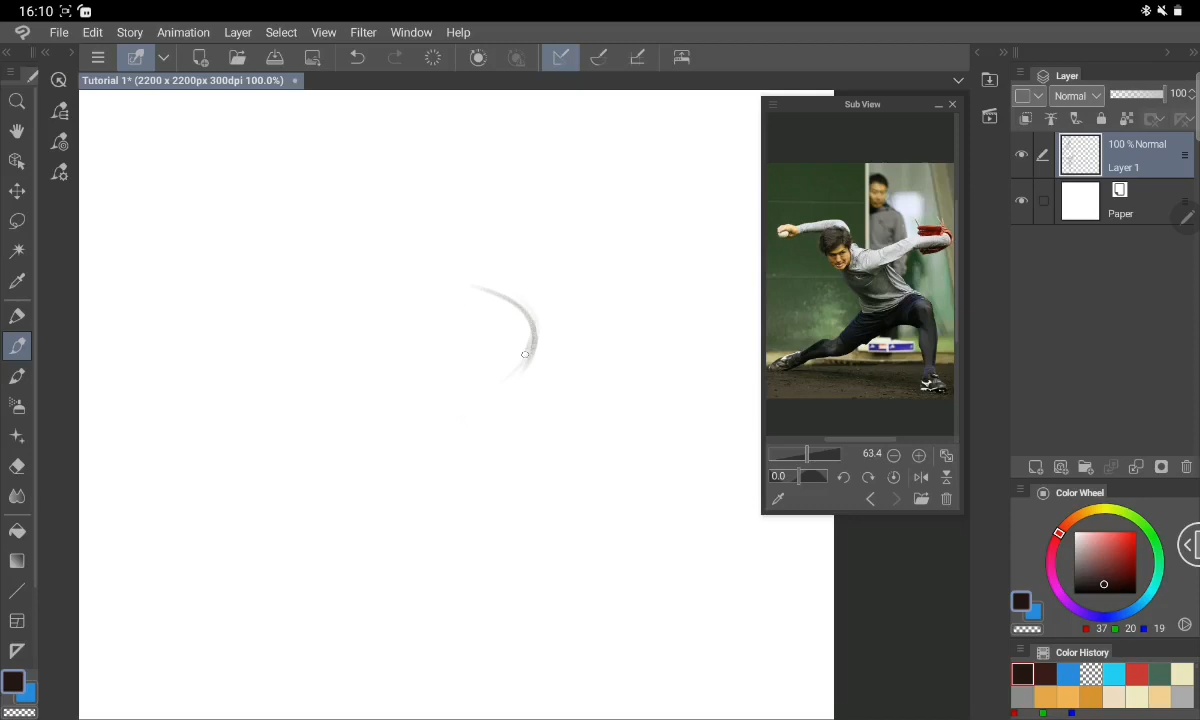 16:10
File Edit Story Animation Layer Select View Filter Window Help
Tutorial 1* (2200 x 2200px 300dpi 100.0%)
Sub View
63.4
0.0
Layer
Normal 100
100 % Normal
Layer 1
Paper
Color Wheel
37 20 19
Color History